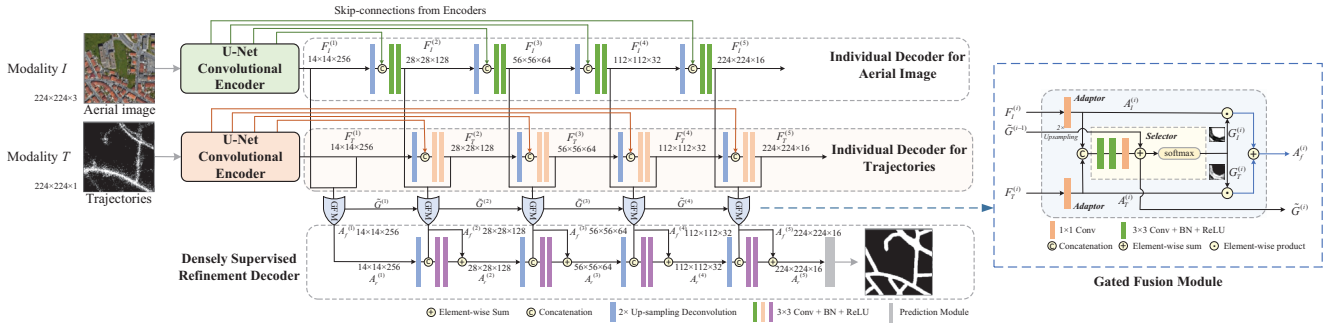 Skip-connections from Encoders
Modality I
224×224×3
Aerial image
U-Net
Convolutional
Encoder
F_I^(1)
14×14×256
F_I^(2)
28×28×128
F_I^(3)
56×56×64
F_I^(4)
112×112×32
F_I^(5)
224×224×16
C
C
C
C
Individual Decoder for
Aerial Image
Modality T
224×224×1
Trajectories
U-Net
Convolutional
Encoder
F_T^(1)
14×14×256
F_T^(2)
28×28×128
F_T^(3)
56×56×64
F_T^(4)
112×112×32
F_T^(5)
224×224×16
C
C
C
C
Individual Decoder for
Trajectories
GFM
G̃^(1)
GFM
G̃^(2)
GFM
G̃^(3)
GFM
G̃^(4)
GFM
A_f^(1) 14×14×256
A_f^(2) 28×28×128
A_f^(3) 56×56×64
A_f^(4) 112×112×32
A_f^(5) 224×224×16
Densely Supervised
Refinement Decoder
14×14×256
A_r^(1)
C
+
28×28×128
A_r^(2)
C
+
56×56×64
A_r^(3)
C
+
112×112×32
A_r^(4)
C
+
224×224×16
A_r^(5)
+ Element-wise Sum
C Concatenation
2× Up-sampling Deconvolution
3×3 Conv + BN + ReLU
Prediction Module
F_I^(i)
Adaptor
A_I^(i)
G̃^(i-1)
2×
Upsampling
Selector
C
+
softmax
G_I^(i)
G_T^(i)
+
A_f^(i)
F_T^(i)
Adaptor
A_T^(i)
G̃^(i)
1×1 Conv
3×3 Conv + BN + ReLU
C Concatenation
+ Element-wise sum
Element-wise product
Gated Fusion Module